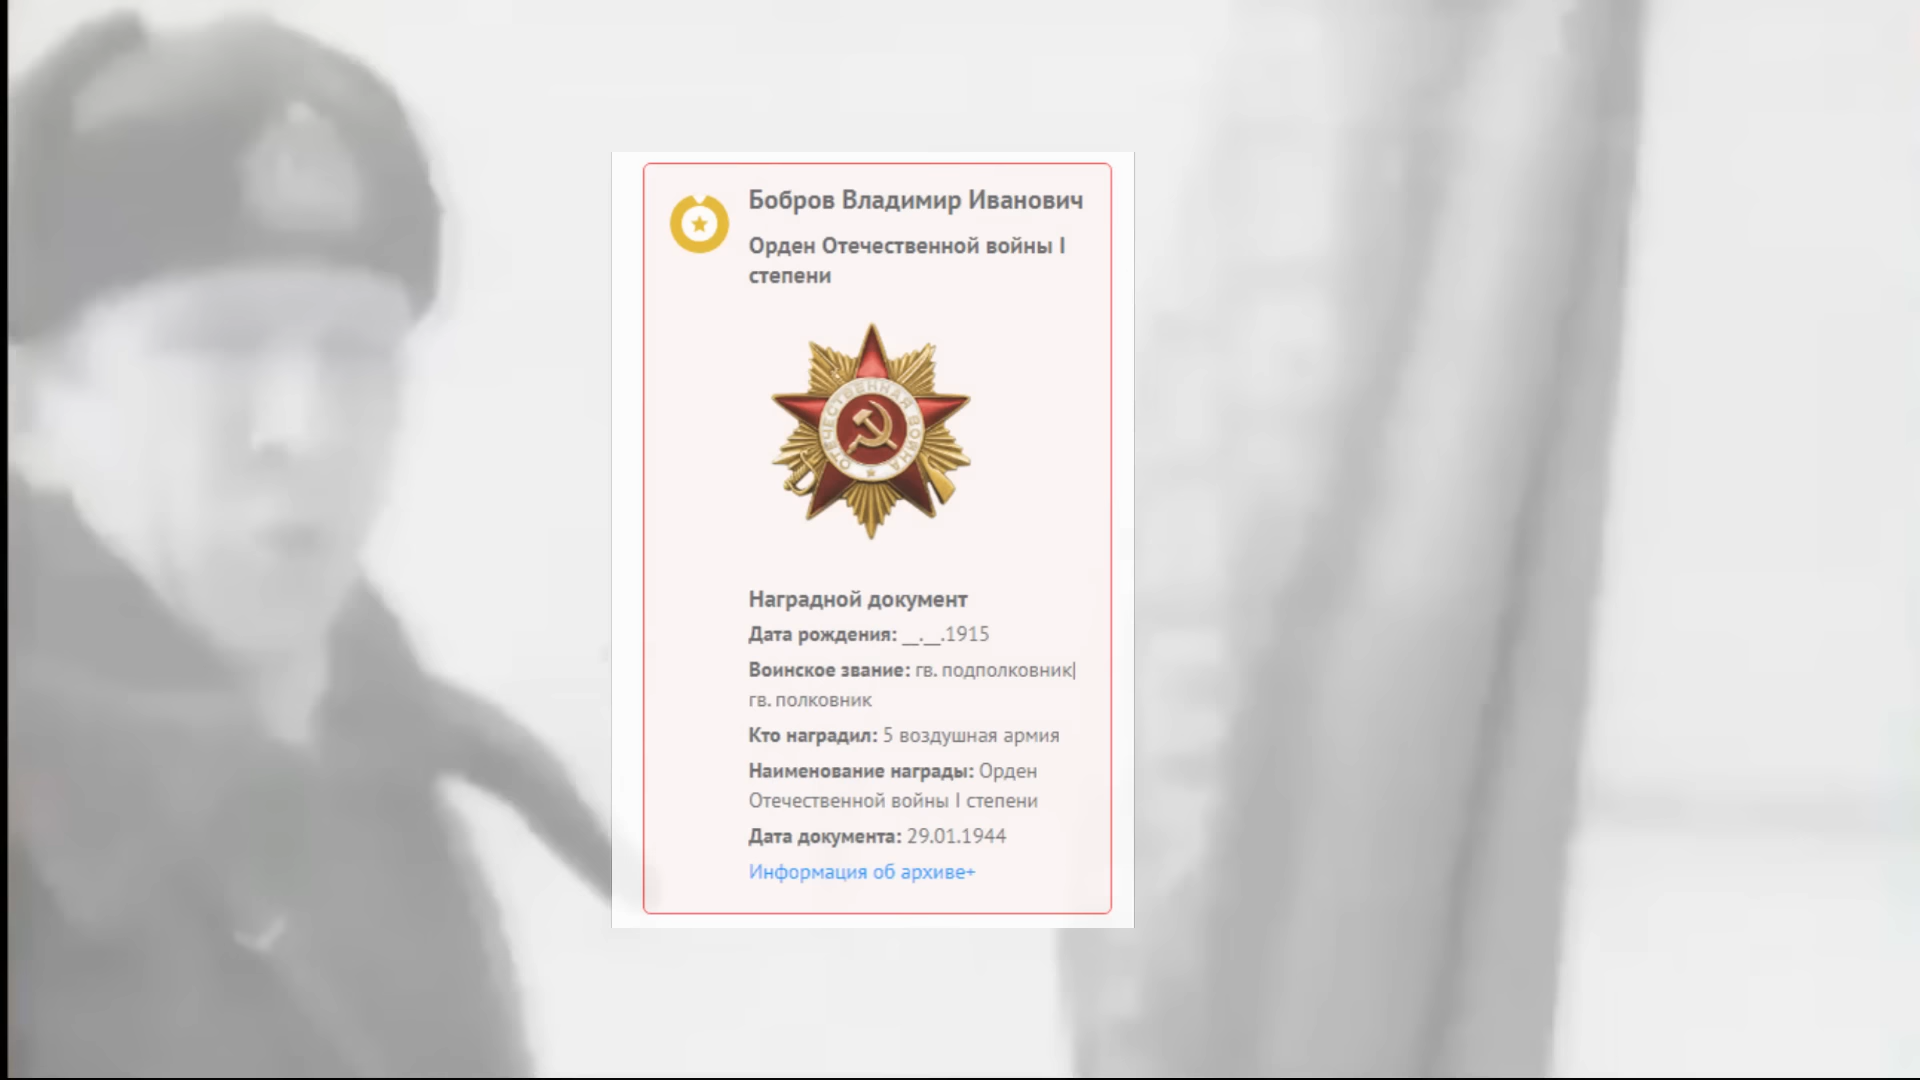 Бобров Владимир Иванович
Орден Отечественной войны I
степени
ОТЕЧЕСТВЕННАЯ ВОЙНА
Наградной документ
Дата рождения: __.__.1915
Воинское звание: гв. подполковник|
гв. полковник
Кто наградил: 5 воздушная армия
Наименование награды: Орден
Отечественной войны I степени
Дата документа: 29.01.1944
Информация об архиве+